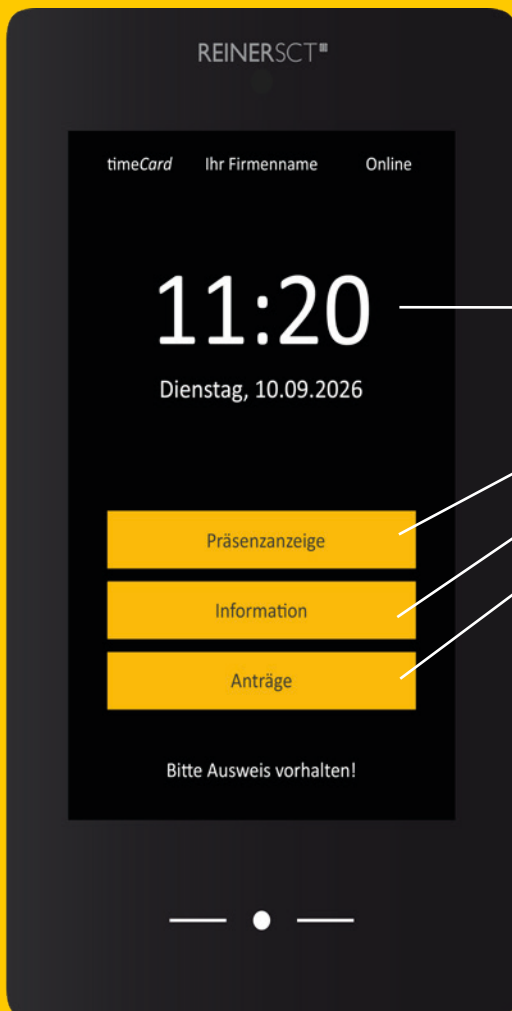 REINERSCT
timeCard Ihr Firmenname Online
11:20
Dienstag, 10.09.2026
Präsenzanzeige
Information
Anträge
Bitte Ausweis vorhalten!